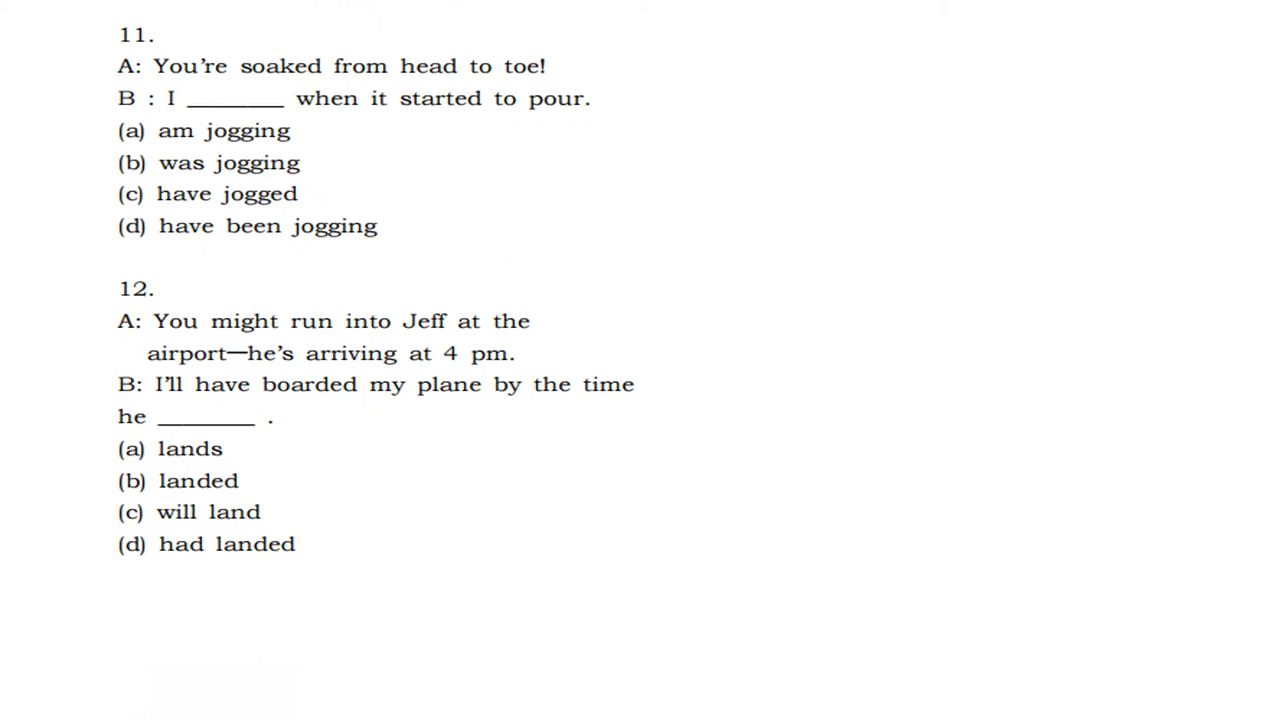 11.
A: You’re soaked from head to toe!
B : I ________ when it started to pour.
(a) am jogging
(b) was jogging
(c) have jogged
(d) have been jogging
12.
A: You might run into Jeff at the
airport—he’s arriving at 4 pm.
B: I’ll have boarded my plane by the time
he ________ .
(a) lands
(b) landed
(c) will land
(d) had landed